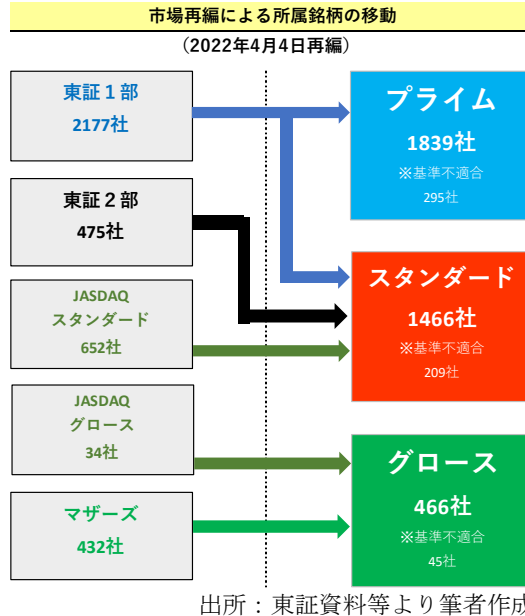 市場再編による所属銘柄の移動
（2022年4月4日再編）
東証１部
2177社
東証２部
475社
JASDAQ
スタンダード
652社
JASDAQ
グロース
34社
マザーズ
432社
プライム
1839社
※基準不適合
295社
スタンダード
1466社
※基準不適合
209社
グロース
466社
※基準不適合
45社
出所：東証資料等より筆者作成